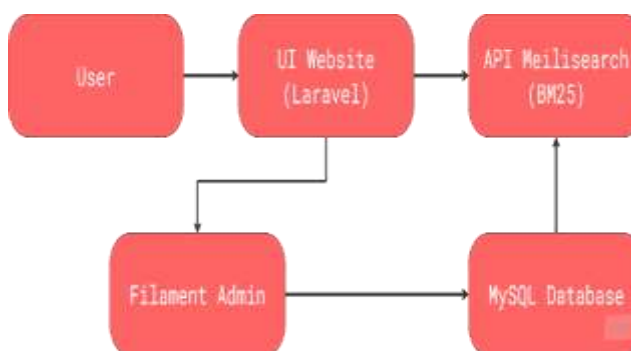 User
UI Website
(Laravel)
API Meilisearch
(BM25)
Filament Admin
MySQL Database